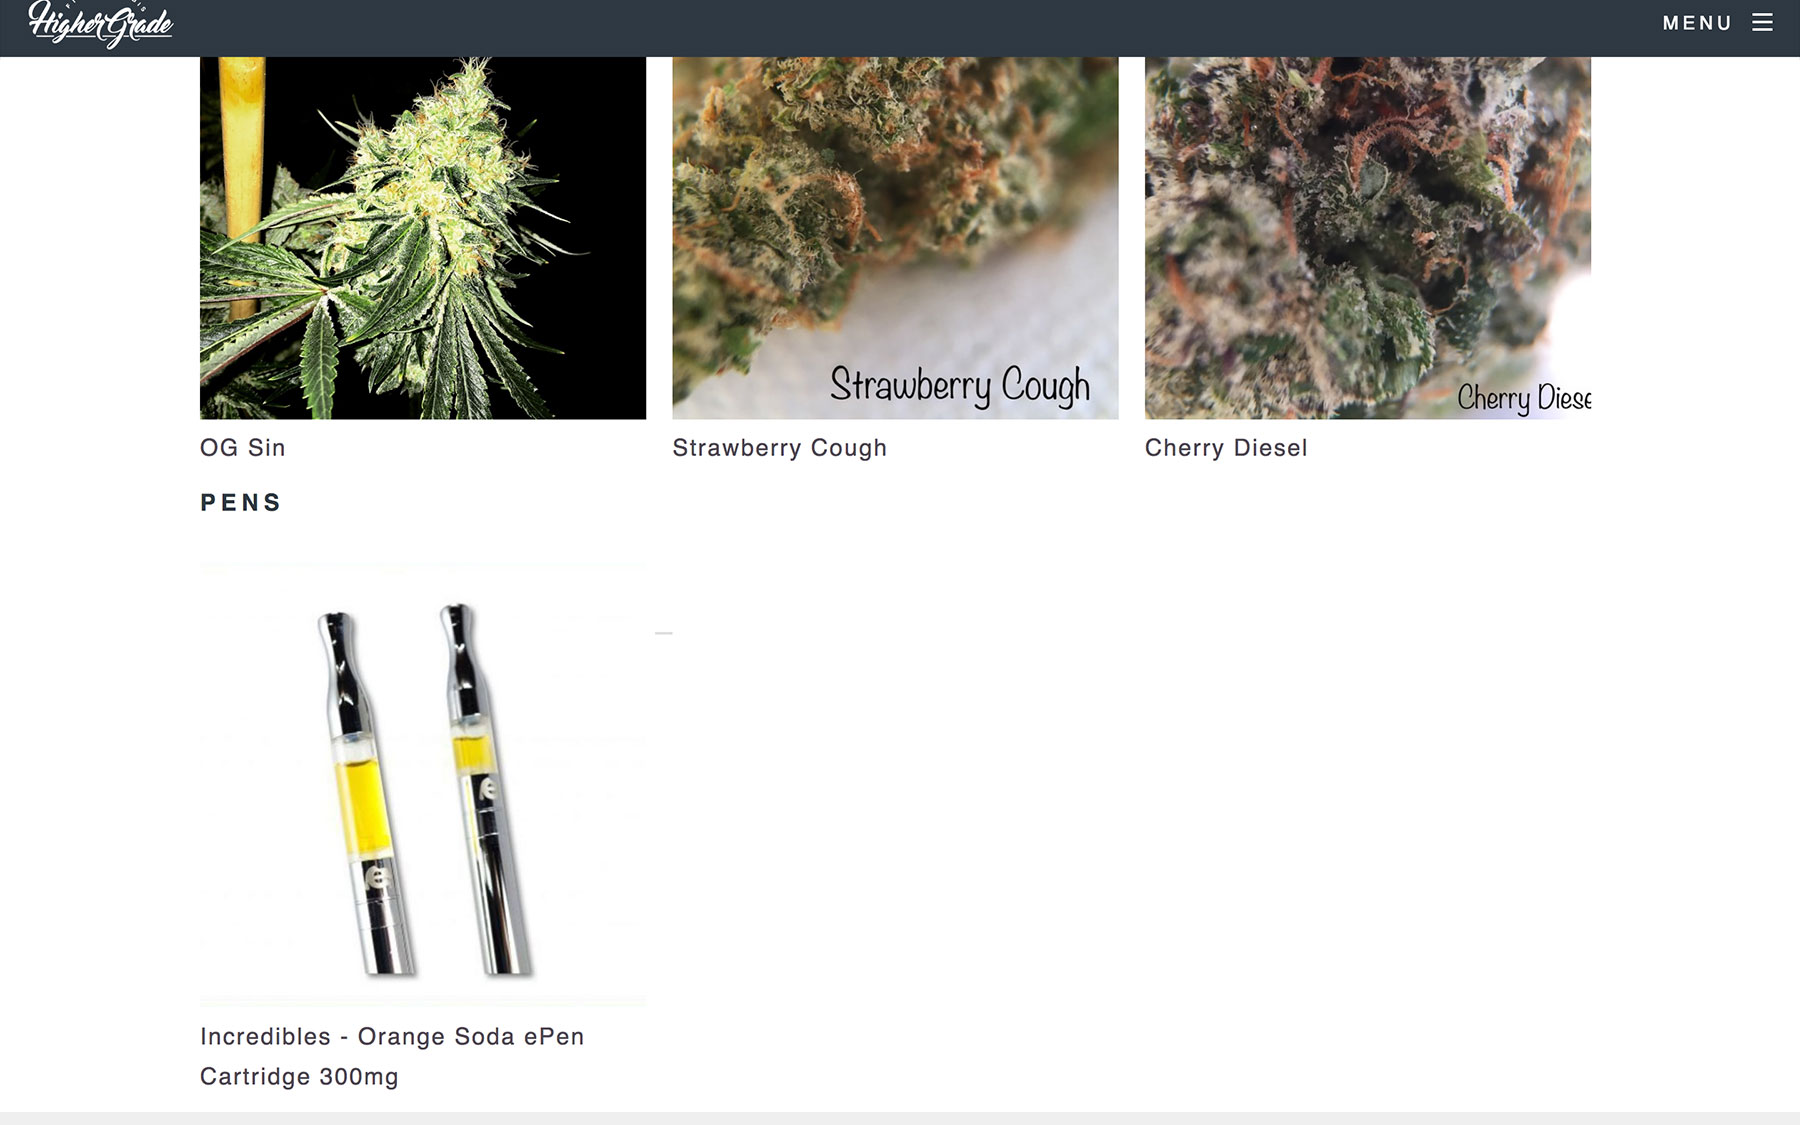 HigherGrade
MENU
Strawberry Cough
Cherry Diese
OG Sin
Strawberry Cough
Cherry Diesel
PENS
Incredibles - Orange Soda ePen
Cartridge 300mg